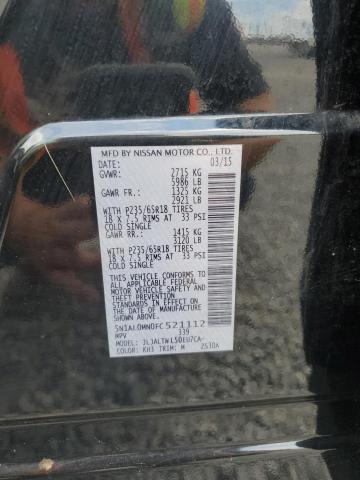 MFD BY NISSAN MOTOR CO., LTD.
DATE: 03/15
GVWR: 2715 KG
5986 LB
GAWR FR: 1325 KG
2921 LB
WITH P235/65R18 TIRES
18 X 7.5 RIMS AT 33 PSI
COLD SINGLE
GAWR RR: 1415 KG
3120 LB
WITH P235/65R18 TIRES
18 X 7.5 RIMS AT 33 PSI
COLD SINGLE
THIS VEHICLE CONFORMS TO ALL
APPLICABLE FEDERAL
MOTOR VEHICLE SAFETY AND
THEFT PREVENTION
STANDARDS IN EFFECT
ON THE DATE OF
MANUFACTURE SHOWN ABOVE.
5N1AL0MN0FC521112
MPV 339
MODEL: JLJALTWL50EU7CA-
COLOR: KH3 TRIM: M 2S30A